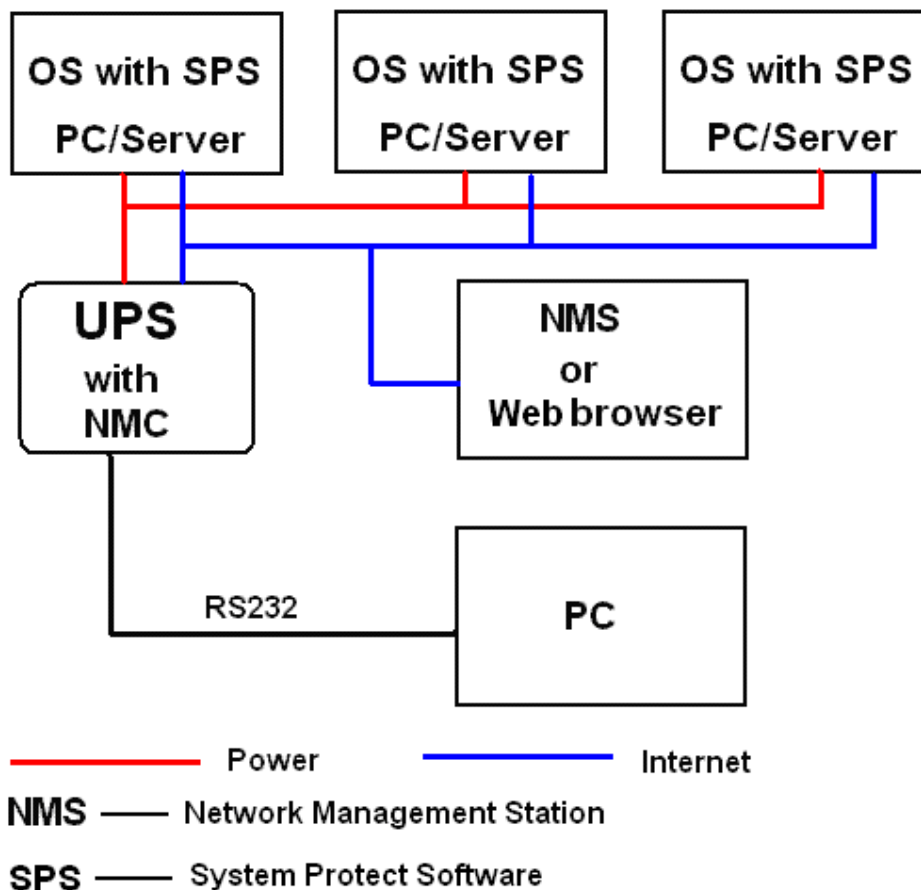 OS with SPS
PC/Server
OS with SPS
PC/Server
OS with SPS
PC/Server
UPS
with
NMC
NMS
or
Web browser
RS232
PC
Power
Internet
NMS — Network Management Station
SPS — System Protect Software